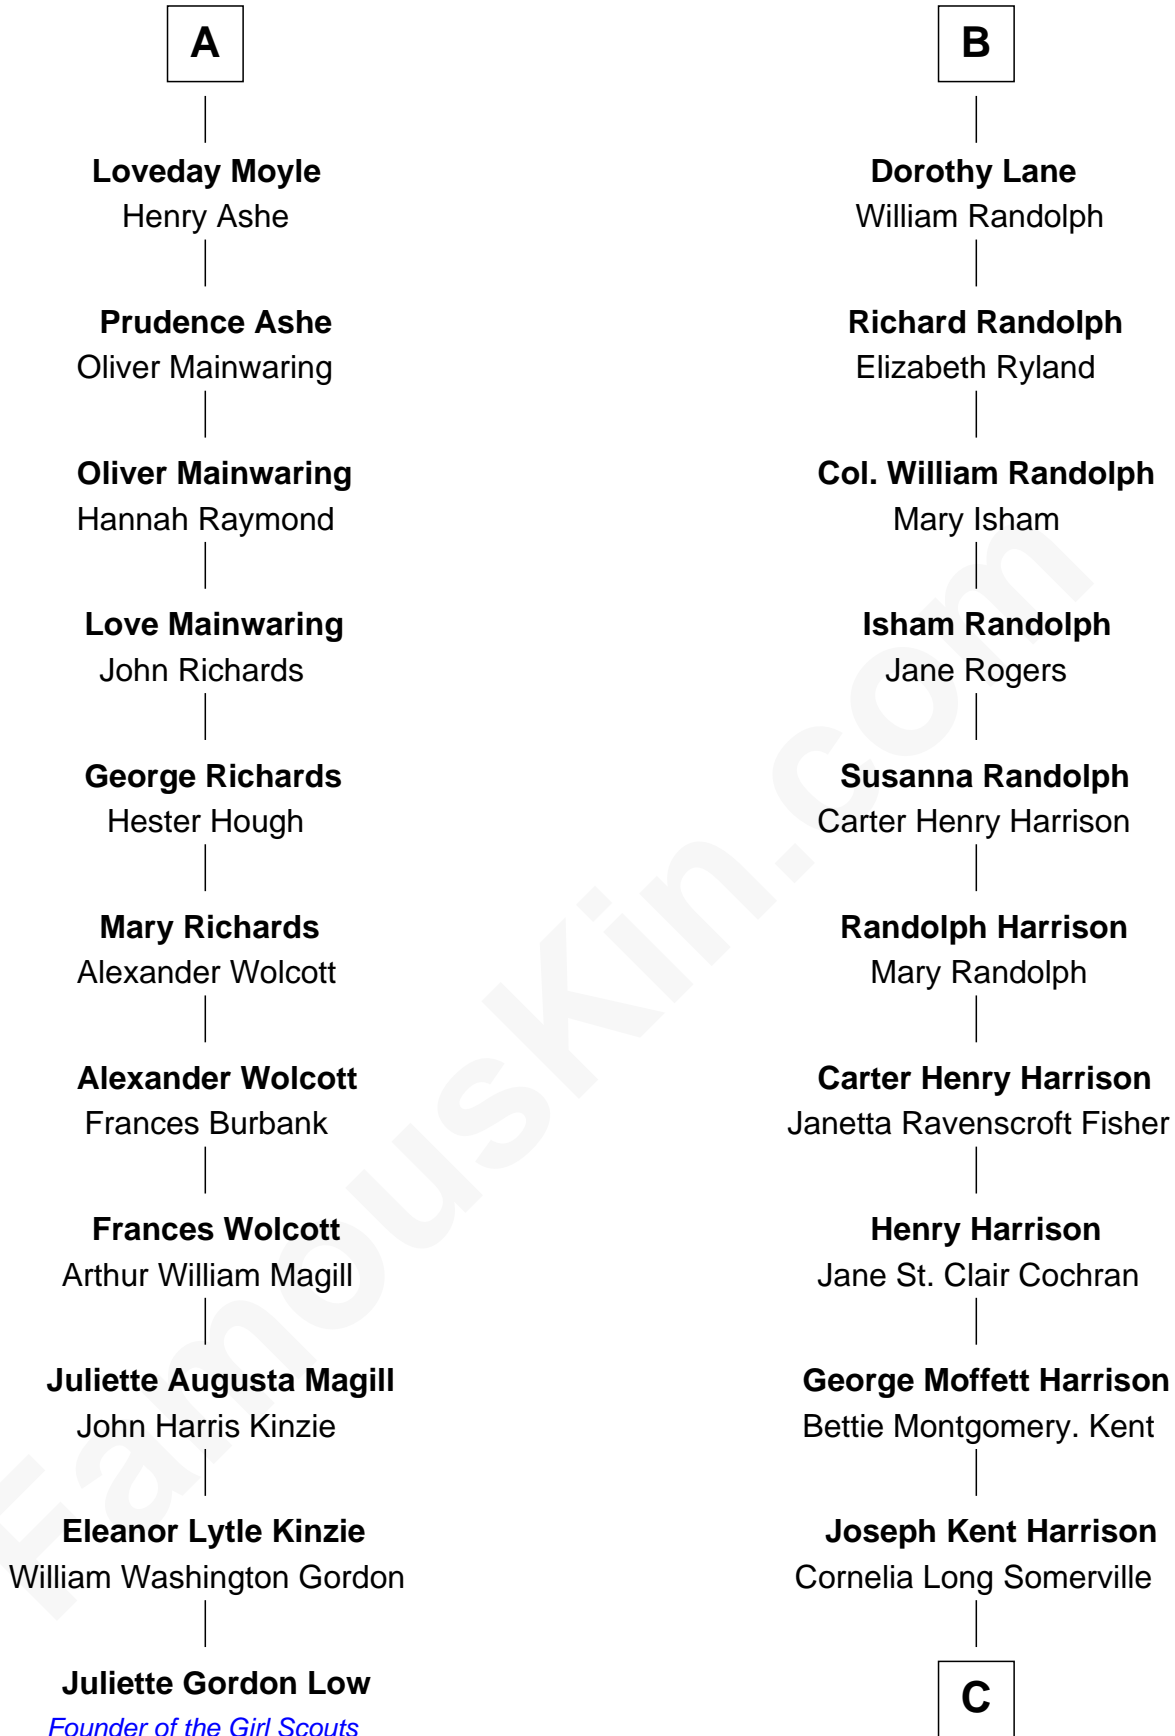 A
Loveday Moyle
Henry Ashe
Prudence Ashe
Oliver Mainwaring
Oliver Mainwaring
Hannah Raymond
Love Mainwaring
John Richards
George Richards
Hester Hough
Mary Richards
Alexander Wolcott
Alexander Wolcott
Frances Burbank
Frances Wolcott
Arthur William Magill
Juliette Augusta Magill
John Harris Kinzie
Eleanor Lytle Kinzie
William Washington Gordon
Juliette Gordon Low
Founder of the Girl Scouts
B
Dorothy Lane
William Randolph
Richard Randolph
Elizabeth Ryland
Col. William Randolph
Mary Isham
Isham Randolph
Jane Rogers
Susanna Randolph
Carter Henry Harrison
Randolph Harrison
Mary Randolph
Carter Henry Harrison
Janetta Ravenscroft Fisher
Henry Harrison
Jane St. Clair Cochran
George Moffett Harrison
Bettie Montgomery. Kent
Joseph Kent Harrison
Cornelia Long Somerville
C
FamousKin.com